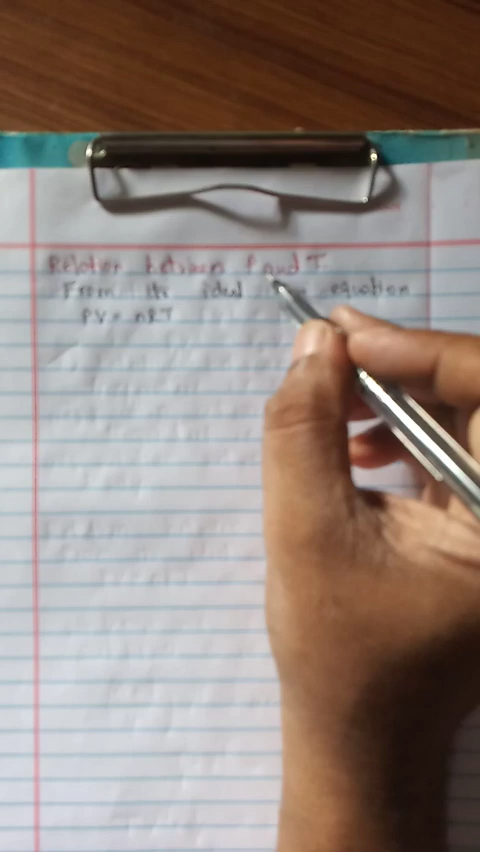 Relation between P and T
From the ideal equation
PV = nRT